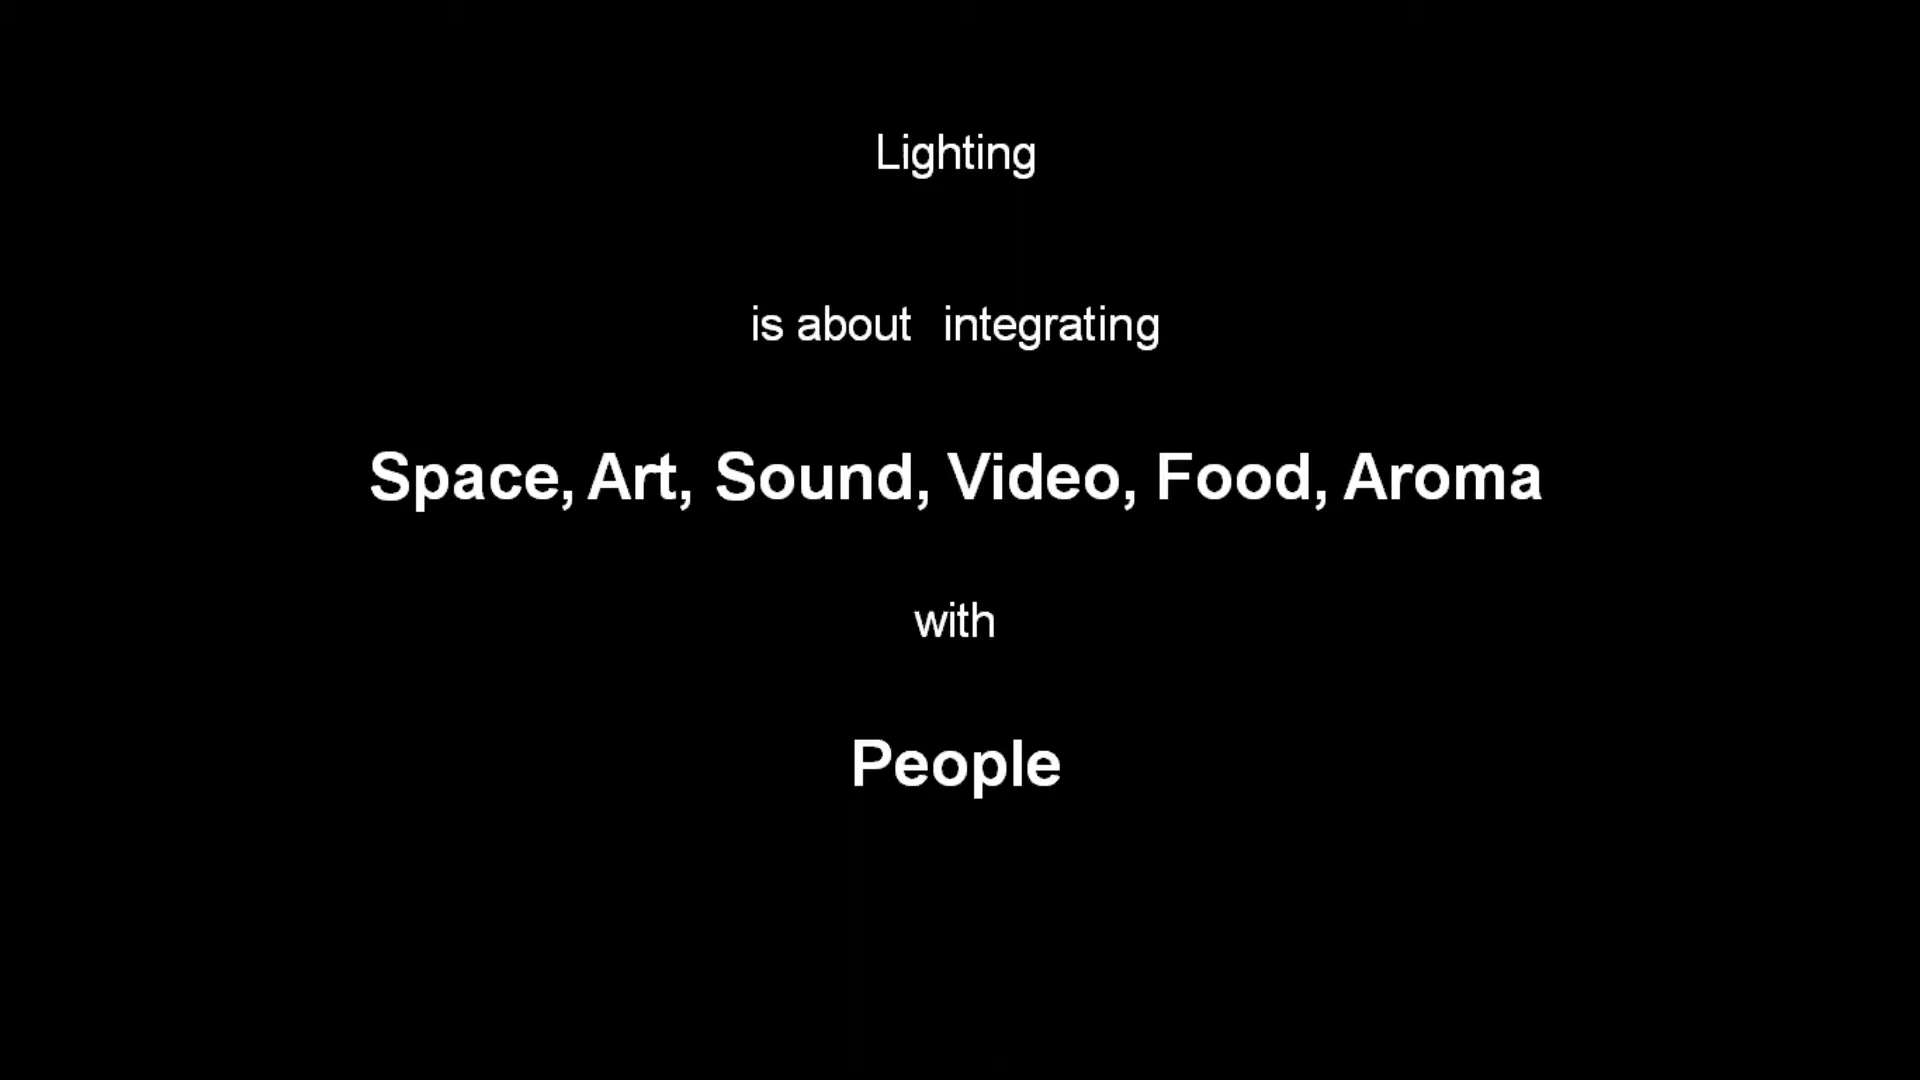 Lighting
is about integrating
Space, Art, Sound, Video, Food, Aroma
with
People